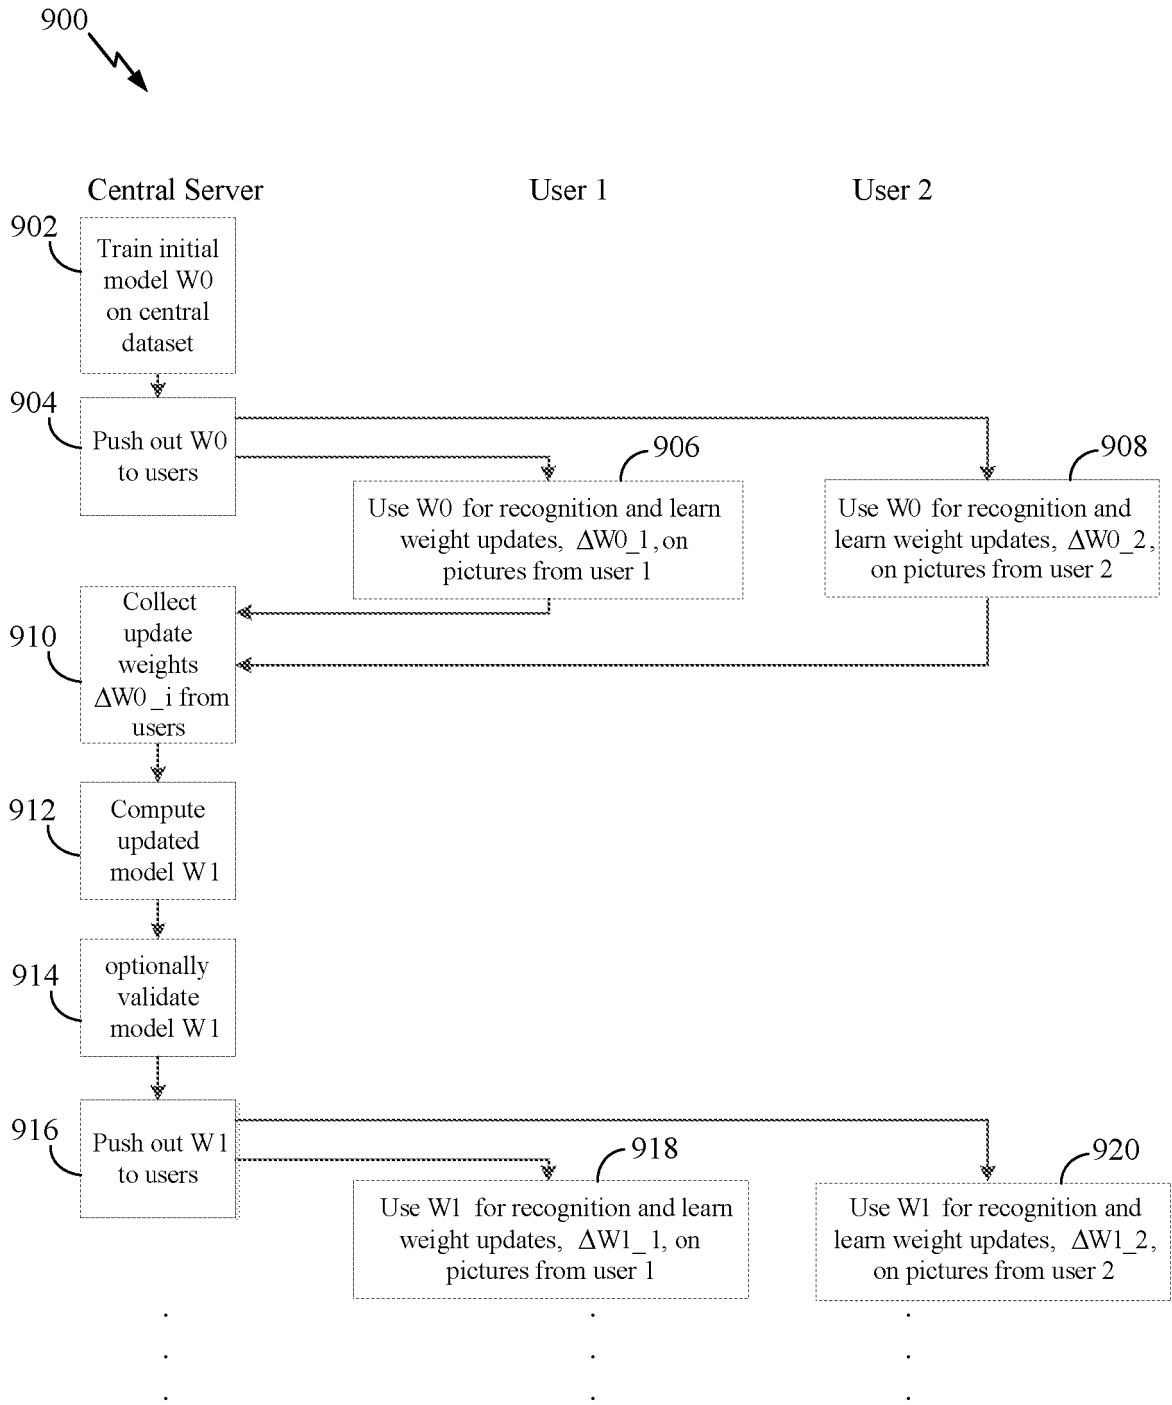 900
Central Server
User 1
User 2
902
Train initial
model W0
on central
dataset
904
Push out W0
to users
906
Use W0 for recognition and learn
weight updates, ΔW0_1, on
pictures from user 1
908
Use W0 for recognition and
learn weight updates, ΔW0_2,
on pictures from user 2
910
Collect
update
weights
ΔW0_i from
users
912
Compute
updated
model W1
914
optionally
validate
model W1
916
Push out W1
to users
918
Use W1 for recognition and learn
weight updates, ΔW1_1, on
pictures from user 1
920
Use W1 for recognition and
learn weight updates, ΔW1_2,
on pictures from user 2